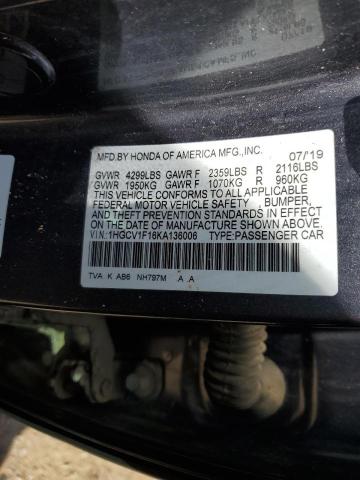 MFD.BY HONDA OF AMERICA MFG.,INC. 07/19
GVWR 4299LBS GAWR F 2359LBS R 2116LBS
GVWR 1950KG GAWR F 1070KG R 960KG
THIS VEHICLE CONFORMS TO ALL APPLICABLE
FEDERAL MOTOR VEHICLE SAFETY BUMPER,
AND THEFT PREVENTION STANDARDS IN EFFECT
ON THE DATE OF MANUFACTURE SHOWN ABOVE.
V.I.N.:1HGCV1F16KA136006 TYPE:PASSENGER CAR
TVA K AB6 NH797M A A